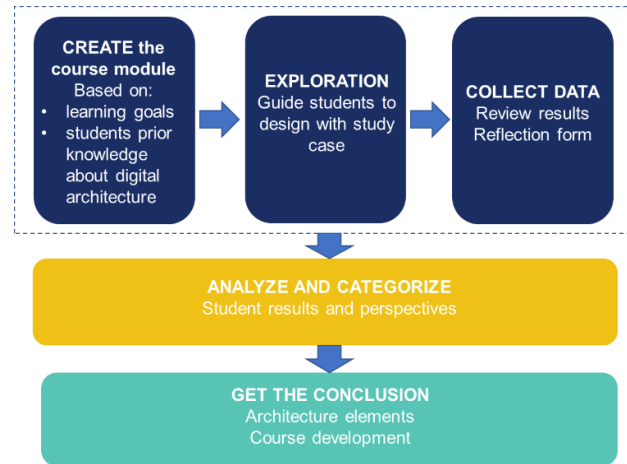 CREATE the
course module
Based on:
• learning goals
• students prior
knowledge
about digital
architecture
EXPLORATION
Guide students to
design with study
case
COLLECT DATA
Review results
Reflection form
ANALYZE AND CATEGORIZE
Student results and perspectives
GET THE CONCLUSION
Architecture elements
Course development